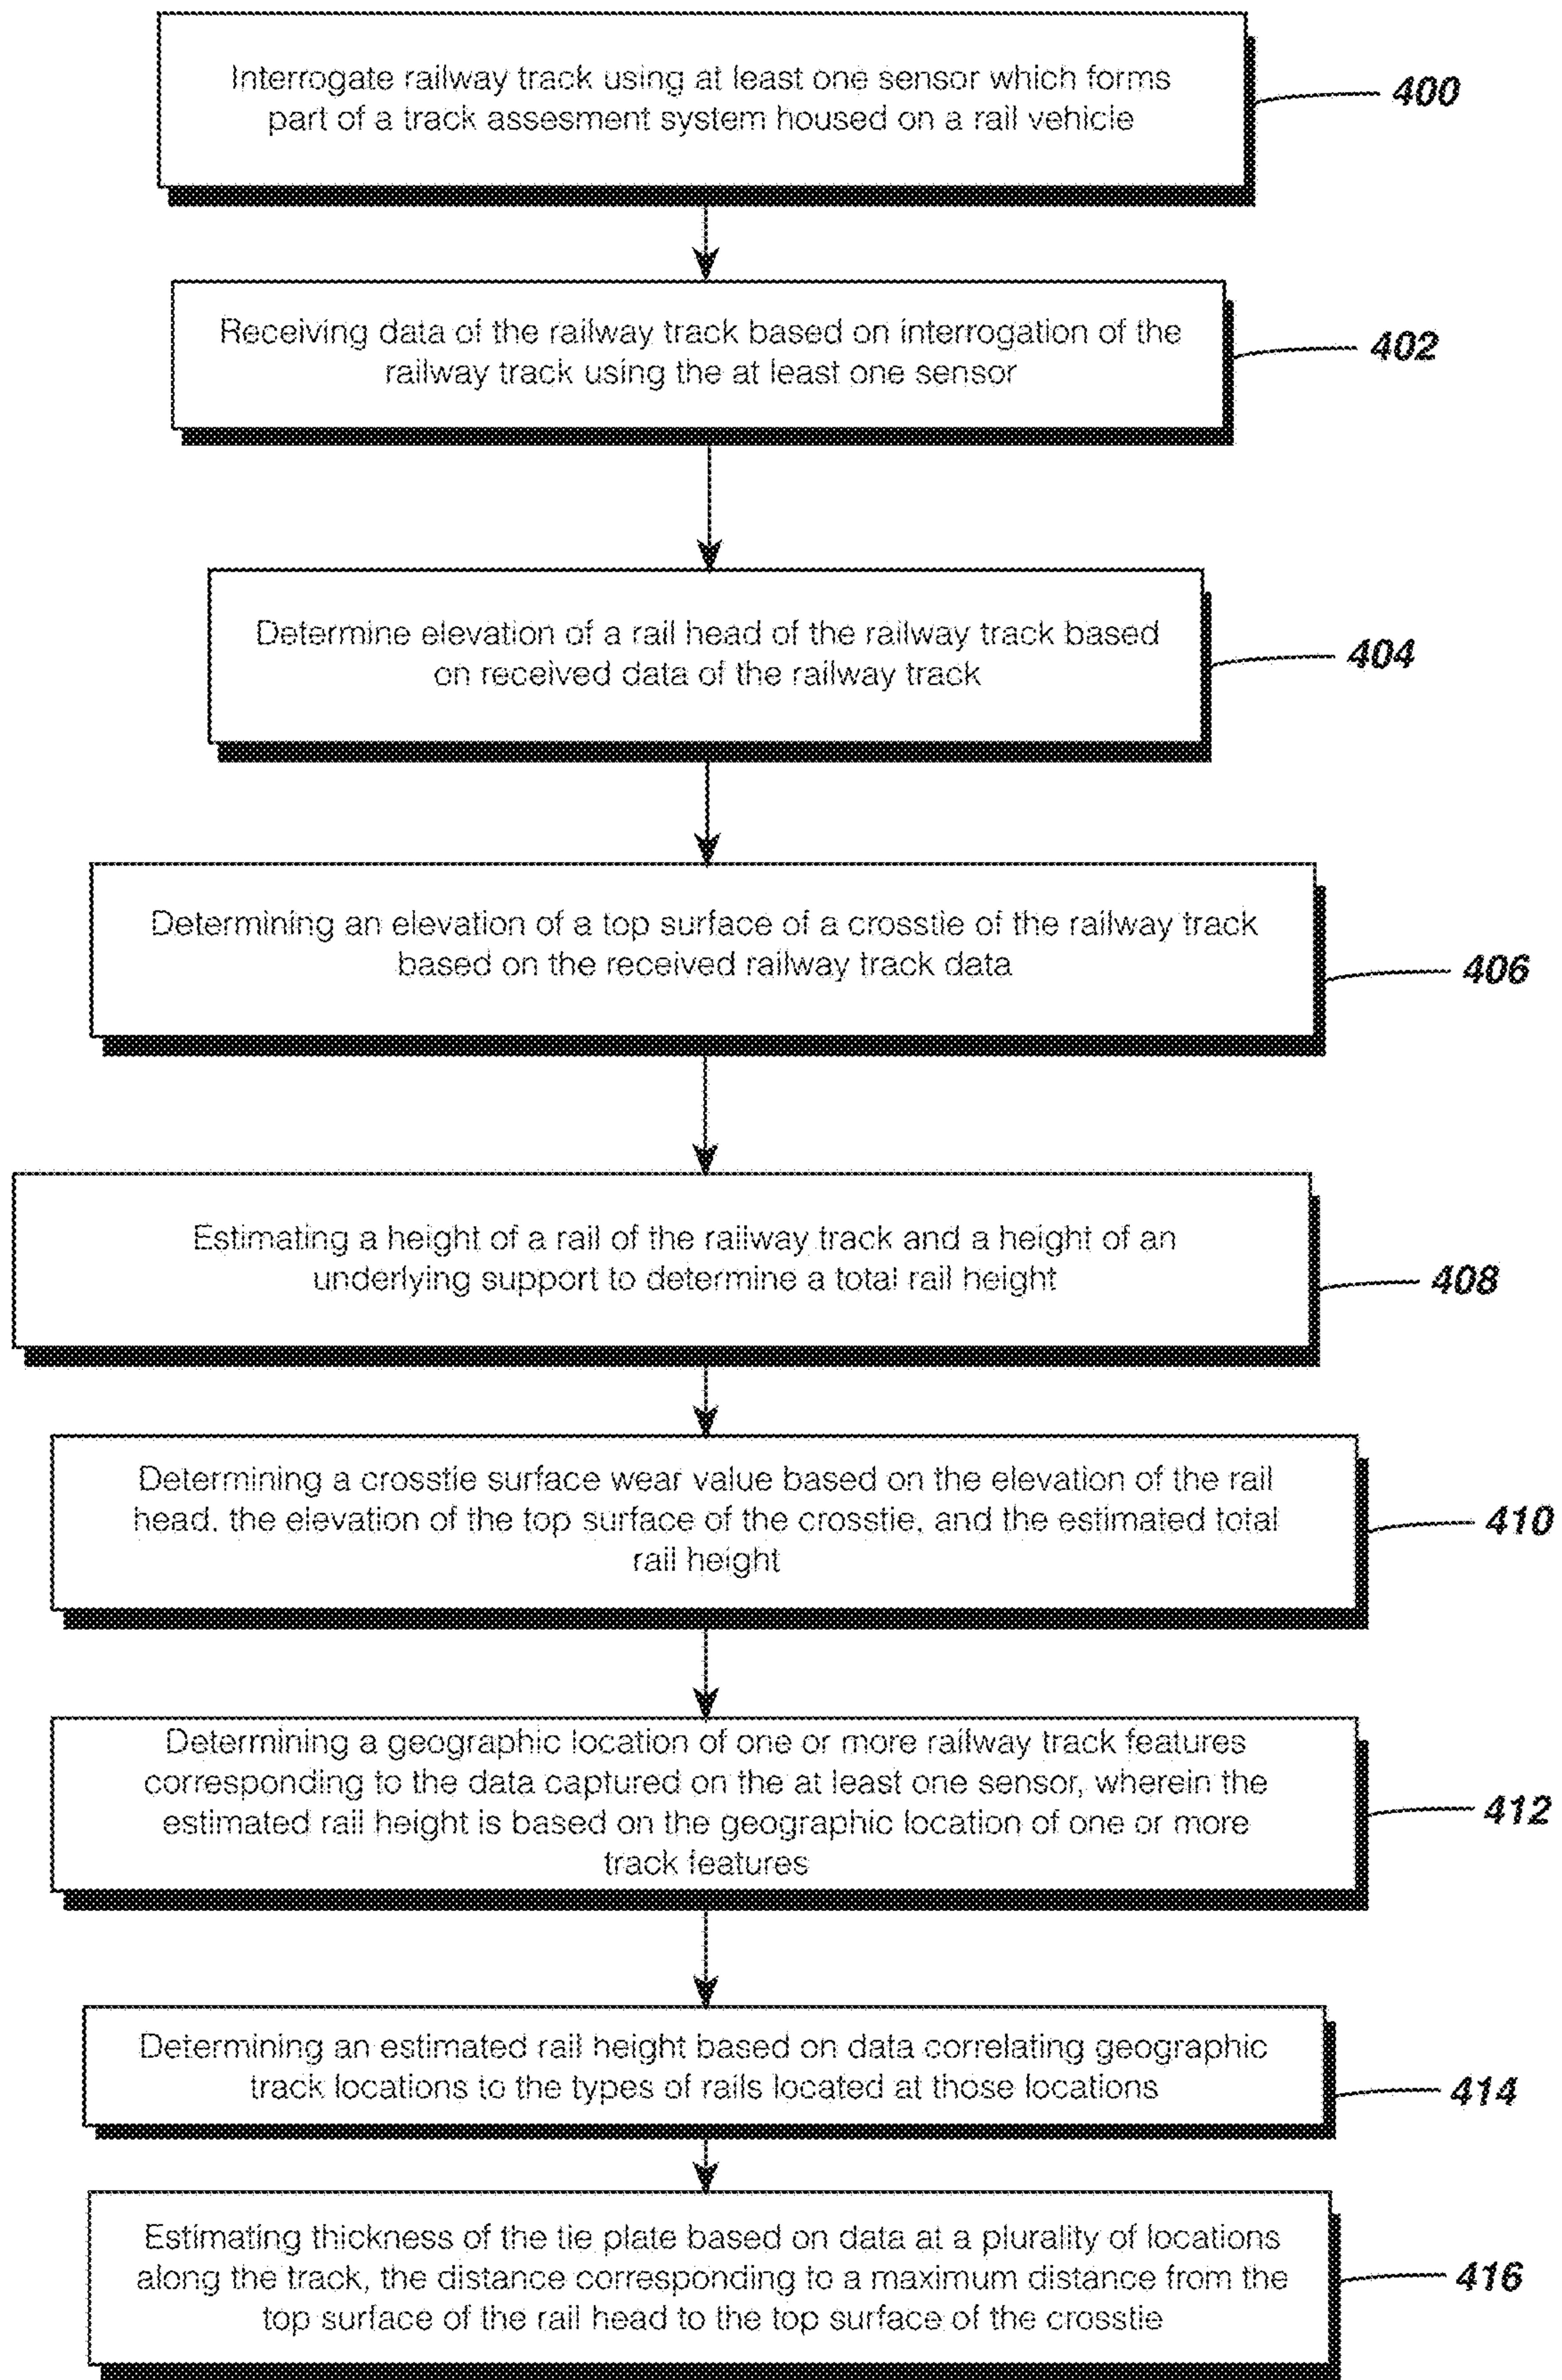 Interrogate railway track using at least one sensor which forms
part of a track assesment system housed on a rail vehicle
400
Receiving data of the railway track based on interrogation of the
railway track using the at least one sensor
402
Determine elevation of a rail head of the railway track based
on received data of the railway track
404
Determining an elevation of a top surface of a crosstie of the railway track
based on the received railway track data
406
Estimating a height of a rail of the railway track and a height of an
underlying support to determine a total rail height
408
Determining a crosstie surface wear value based on the elevation of the rail
head, the elevation of the top surface of the crosstie, and the estimated total
rail height
410
Determining a geographic location of one or more railway track features
corresponding to the data captured on the at least one sensor, wherein the
estimated rail height is based on the geographic location of one or more
track features
412
Determining an estimated rail height based on data correlating geographic
track locations to the types of rails located at those locations
414
Estimating thickness of the tie plate based on data at a plurality of locations
along the track, the distance corresponding to a maximum distance from the
top surface of the rail head to the top surface of the crosstie
416